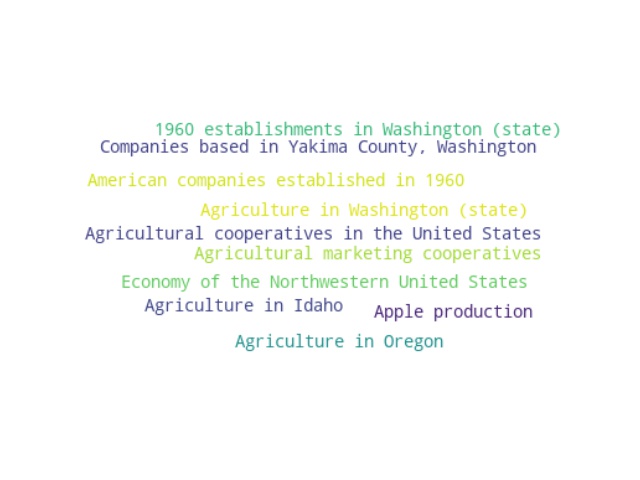 1960 establishments in Washington (state)
Companies based in Yakima County, Washington
American companies established in 1960
Agriculture in Washington (state)
Agricultural cooperatives in the United States
Agricultural marketing cooperatives
Economy of the Northwestern United States
Agriculture in Idaho
Apple production
Agriculture in Oregon